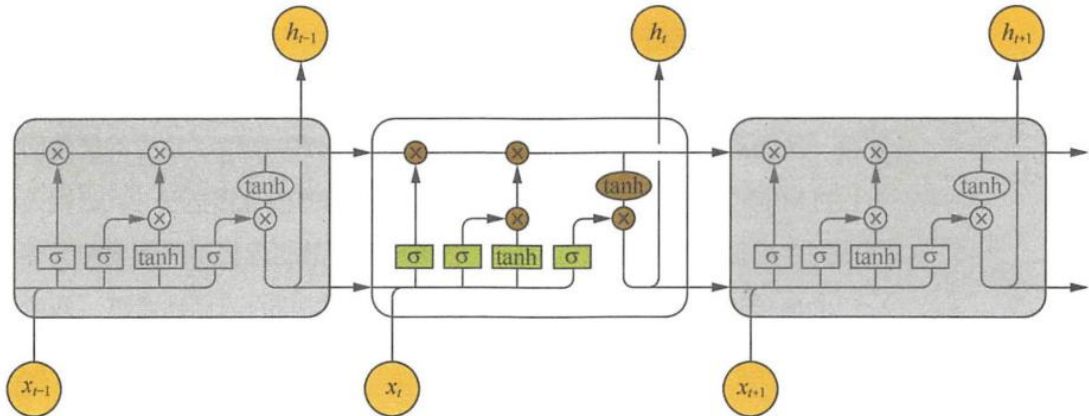 h_{t-1} h_t h_{t+1}
× × × × × ×
tanh tanh tanh
× × × × × ×
σ σ tanh σ σ σ tanh σ σ σ tanh σ
x_{t-1} x_t x_{t+1}